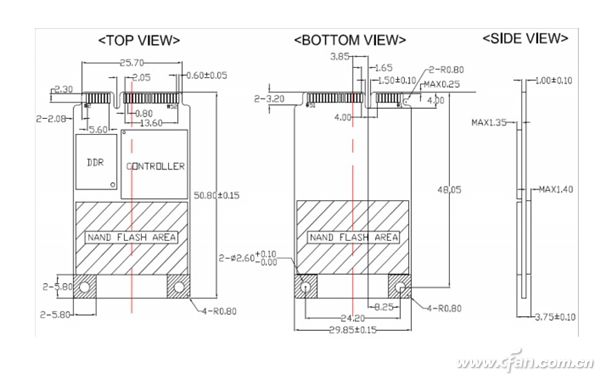 <TOP VIEW>
25.70
2.05
0.60±0.05
2.30
0.80
2-2.08
5.60
13.60
DDR
CONTROLLER
50.80±0.15
NAND FLASH AREA
2-5.80
2-5.80
4-R0.80
<BOTTOM VIEW>
3.85
1.65
1.50±0.10
2-R0.80
MAX0.25
2-3.20
4.00
4.00
48.05
NAND FLASH AREA
2-Ø2.60+0.10
-0.00
8.25
24.20
29.85±0.15
4-R0.80
<SIDE VIEW>
1.00±0.10
MAX1.35
MAX1.40
3.75±0.10
www.cfan.com.cn